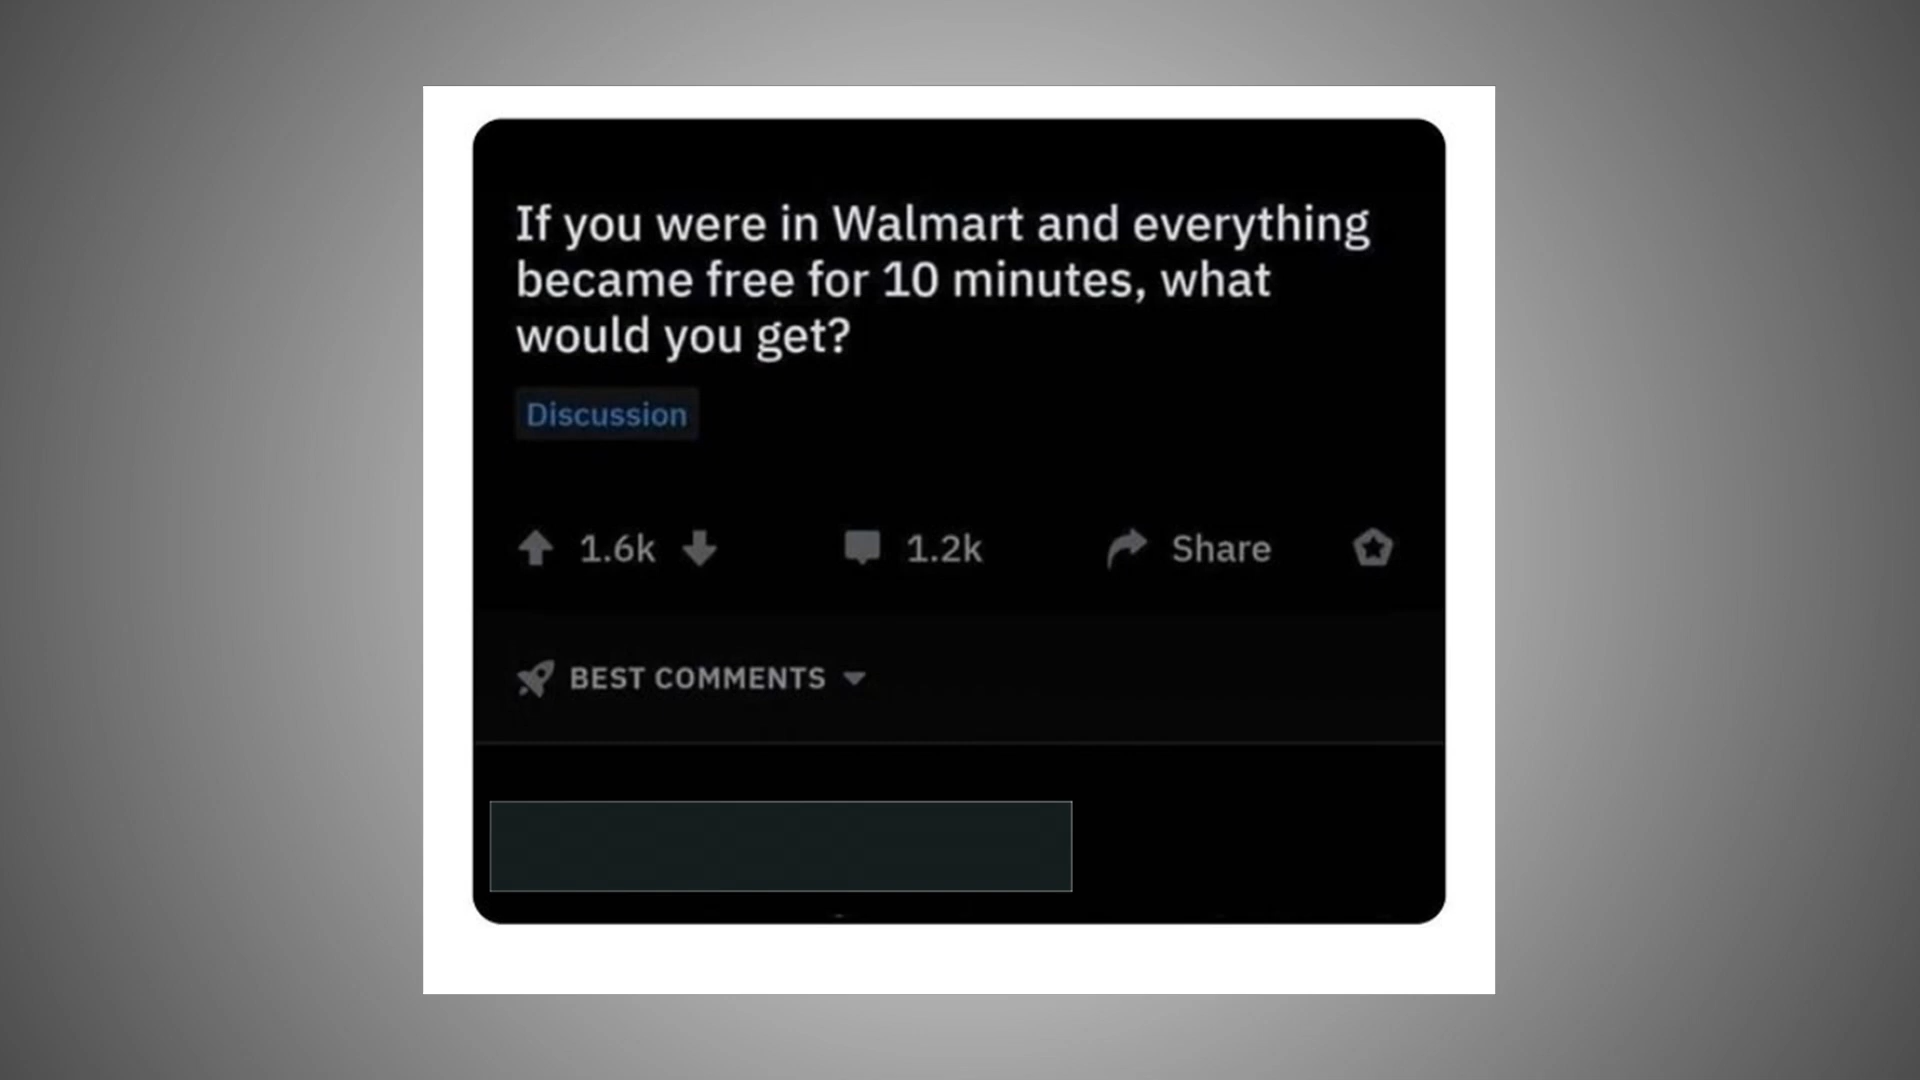 If you were in Walmart and everything
became free for 10 minutes, what
would you get?
Discussion
1.6k
1.2k
Share
BEST COMMENTS